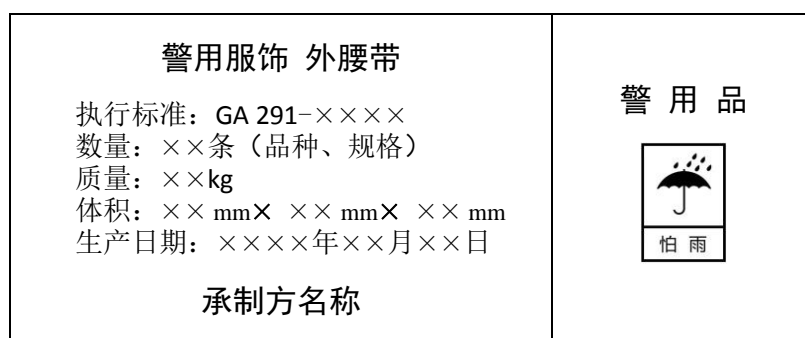 警用服饰 外腰带
执行标准：GA 291-××××
数量：××条（品种、规格）
质量：××kg
体积：×× mm× ×× mm× ×× mm
生产日期：××××年××月××日
承制方名称
警 用 品
怕 雨